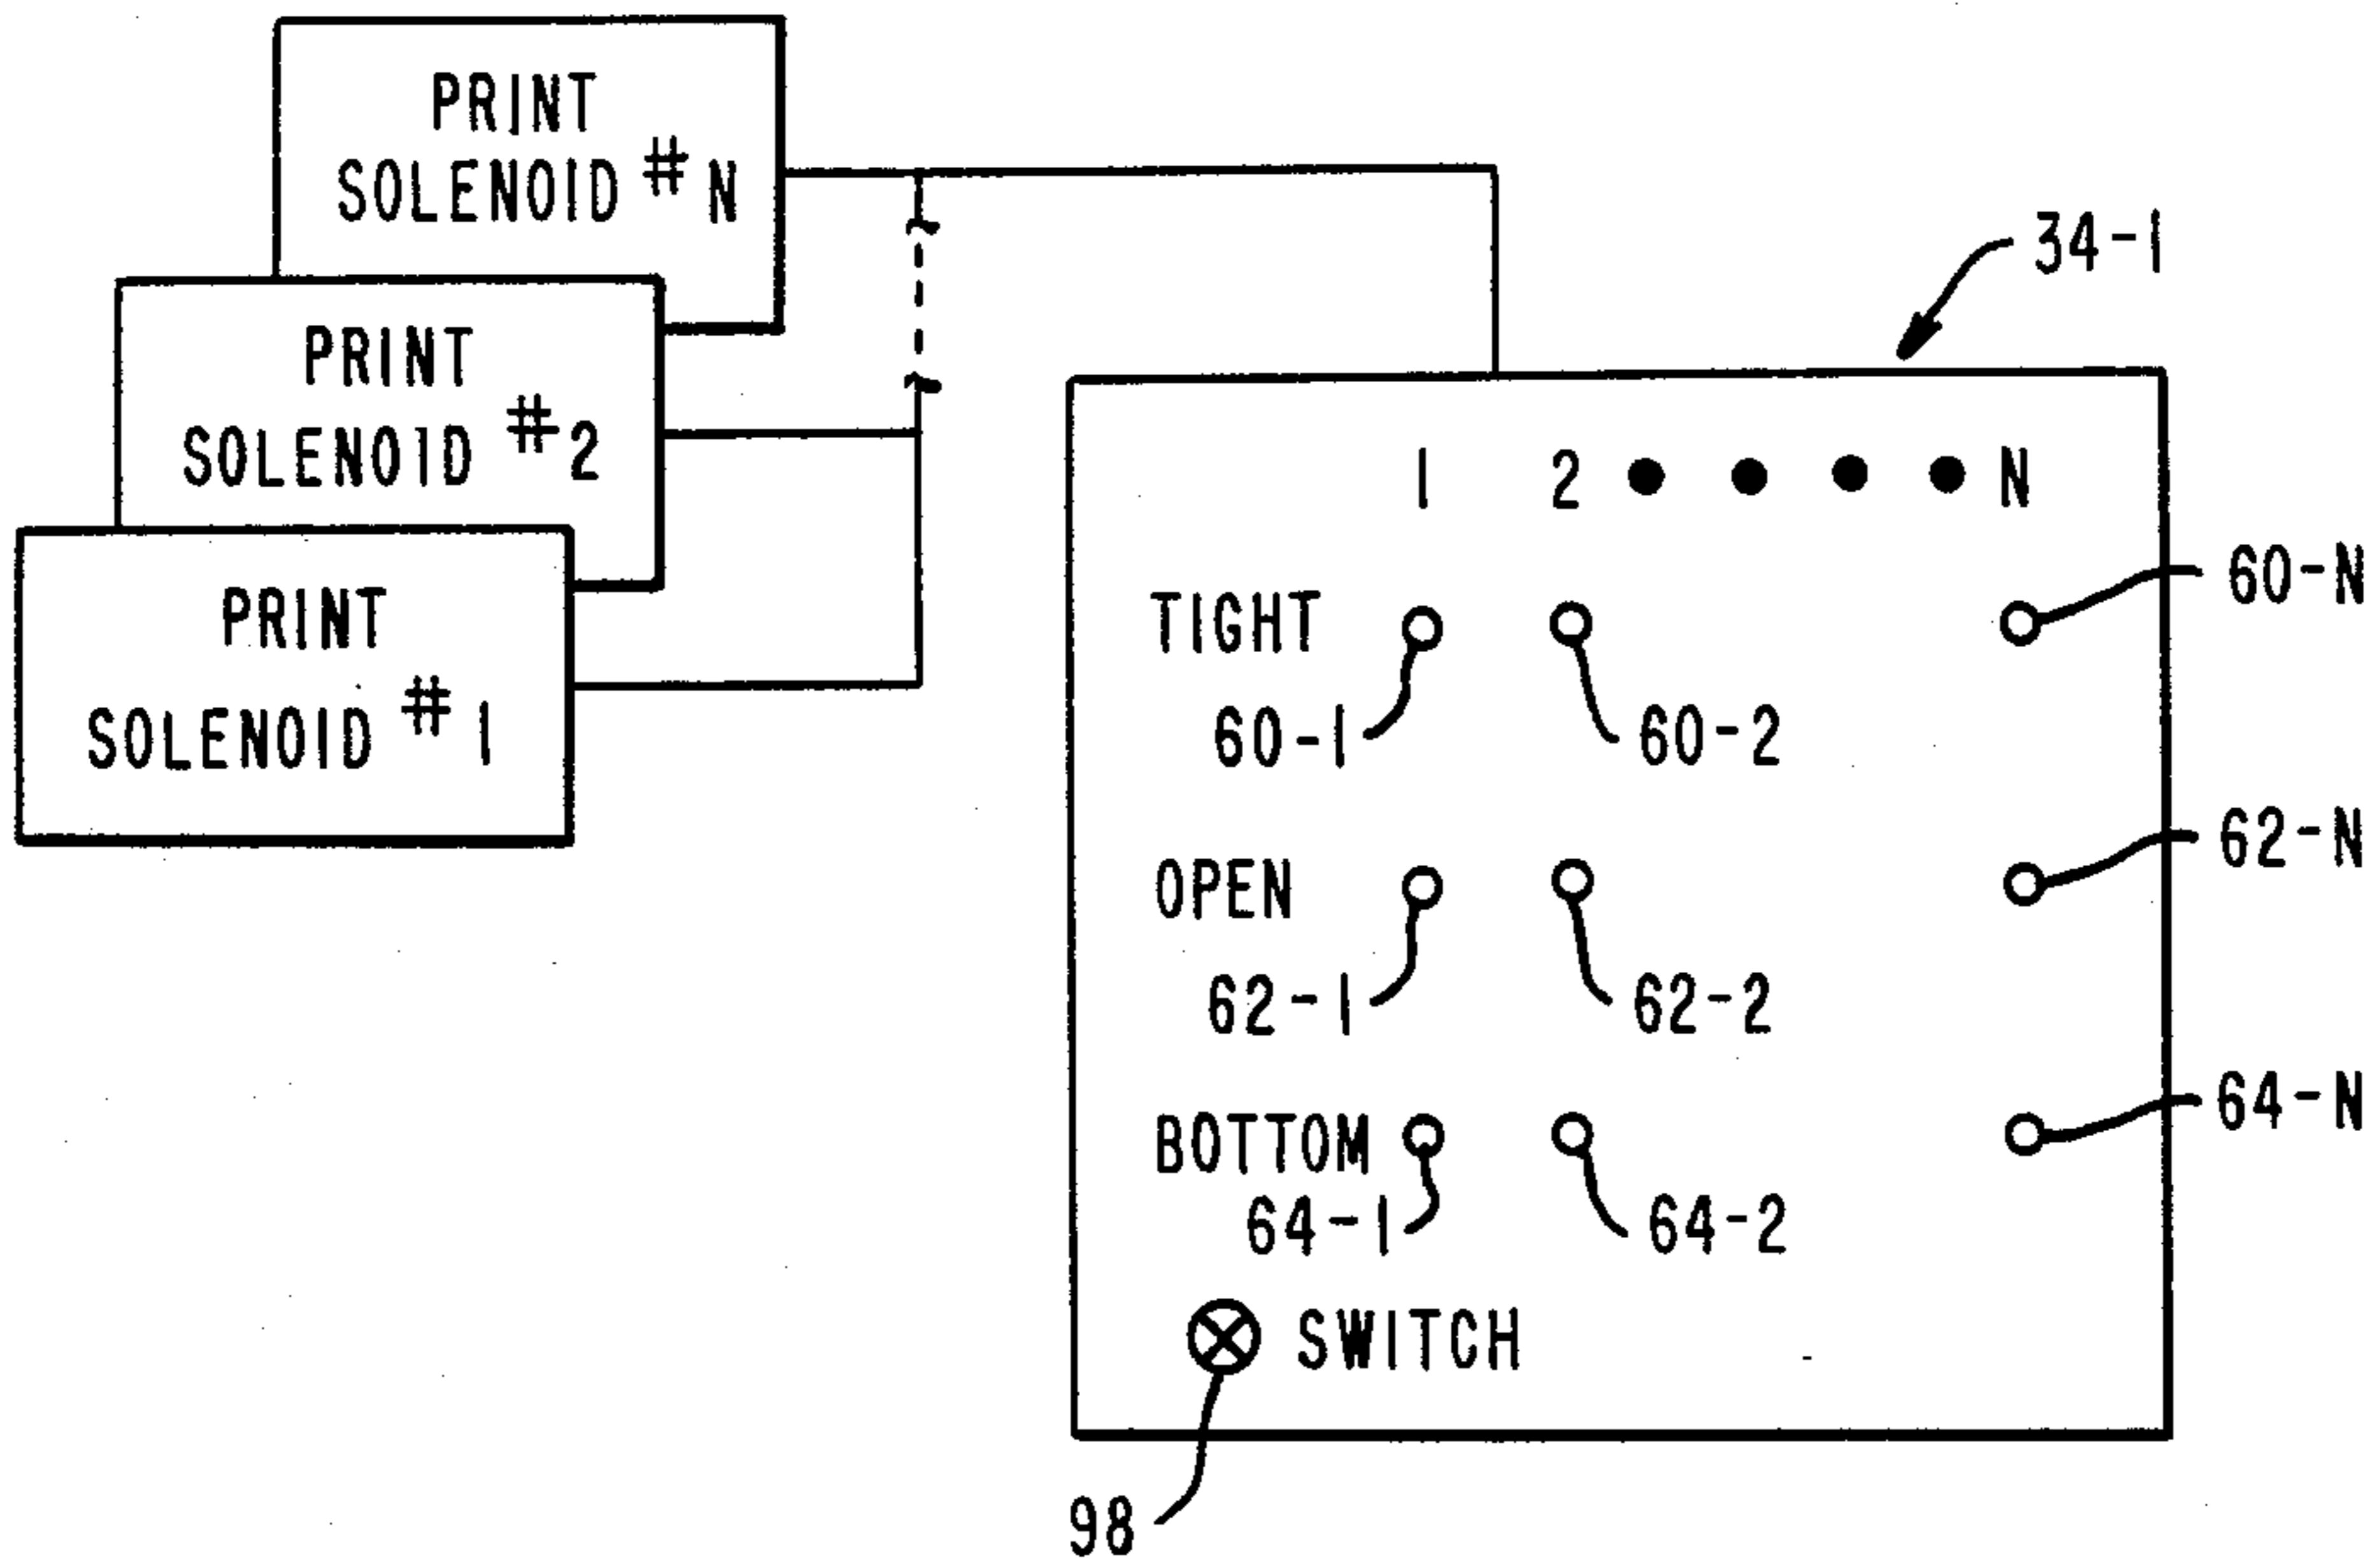 PRINT
SOLENOID #N
PRINT
SOLENOID #2
PRINT
SOLENOID #1
34-1
1 2 N
TIGHT
60-1 60-2 60-N
OPEN
62-1 62-2 62-N
BOTTOM
64-1 64-2 64-N
SWITCH
98